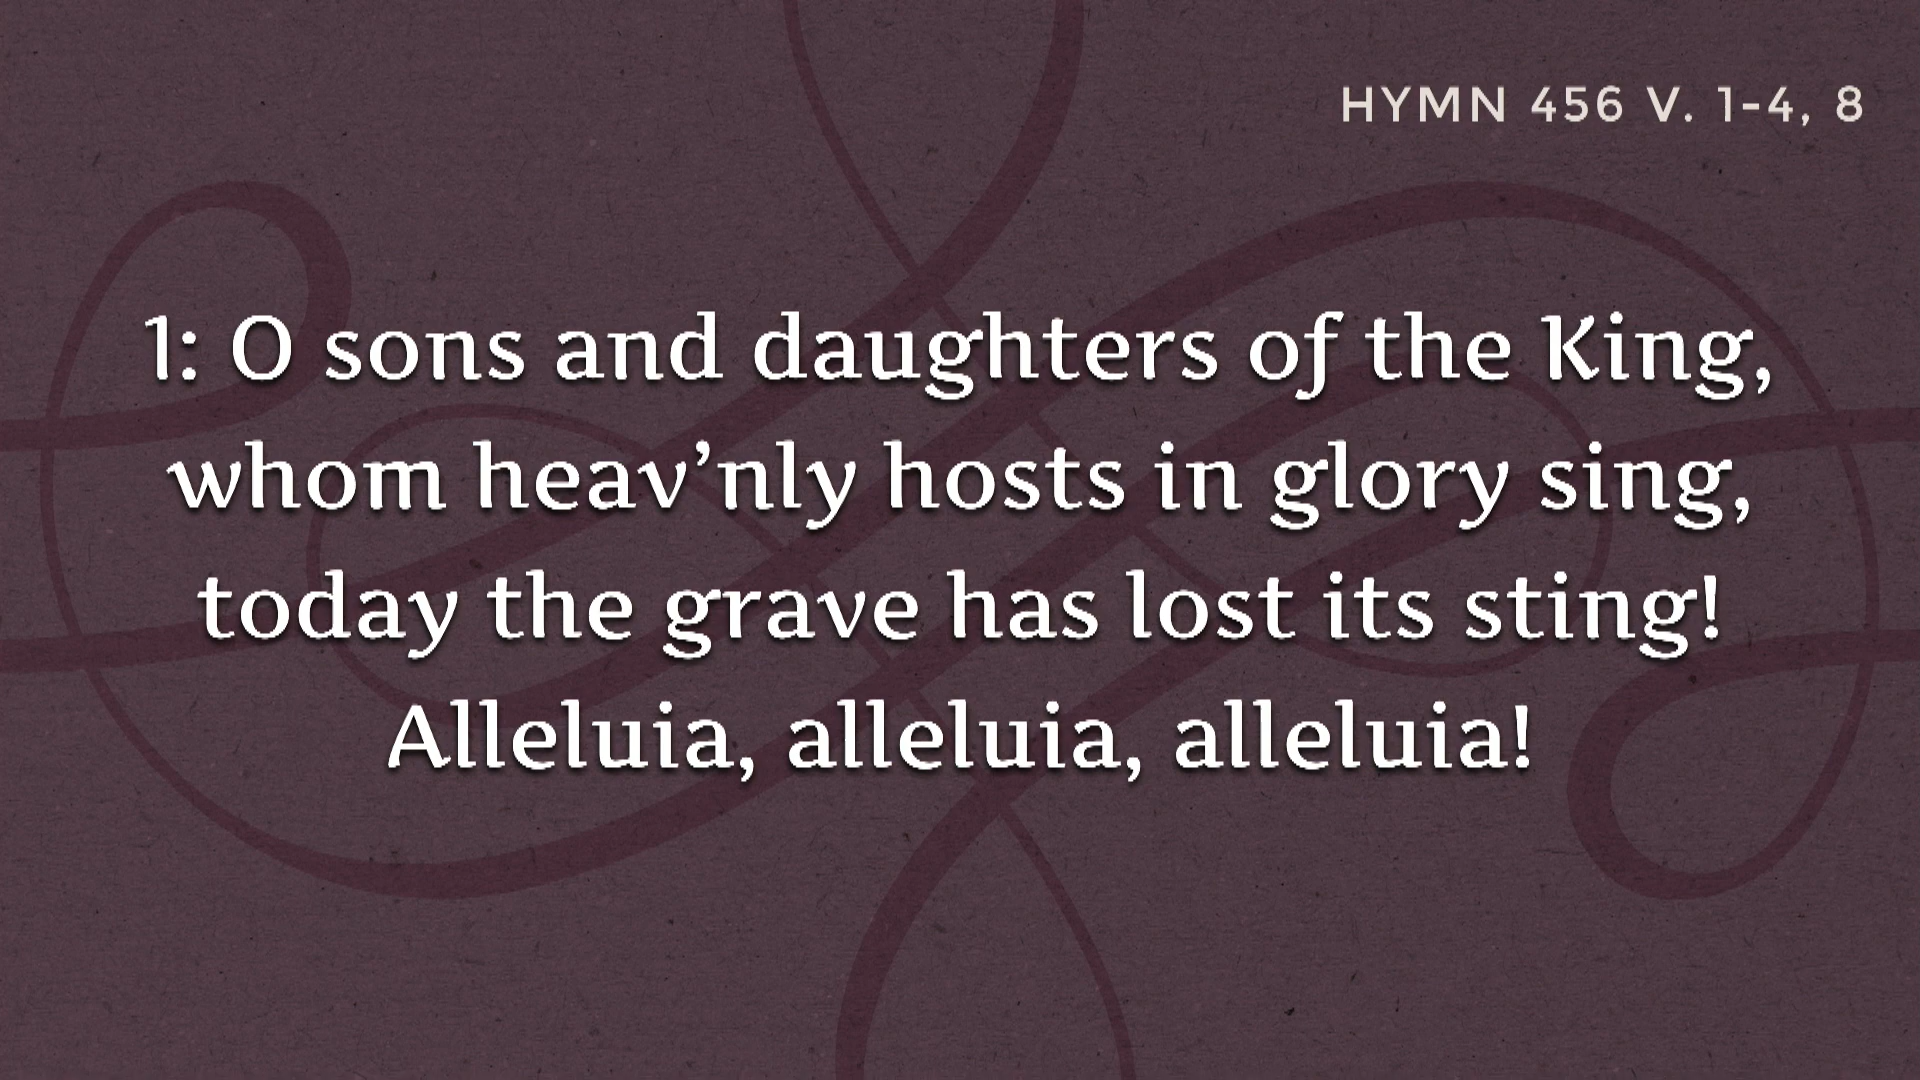 HYMN 456 V. 1-4, 8
1: O sons and daughters of the King,
whom heav’nly hosts in glory sing,
today the grave has lost its sting!
Alleluia, alleluia, alleluia!